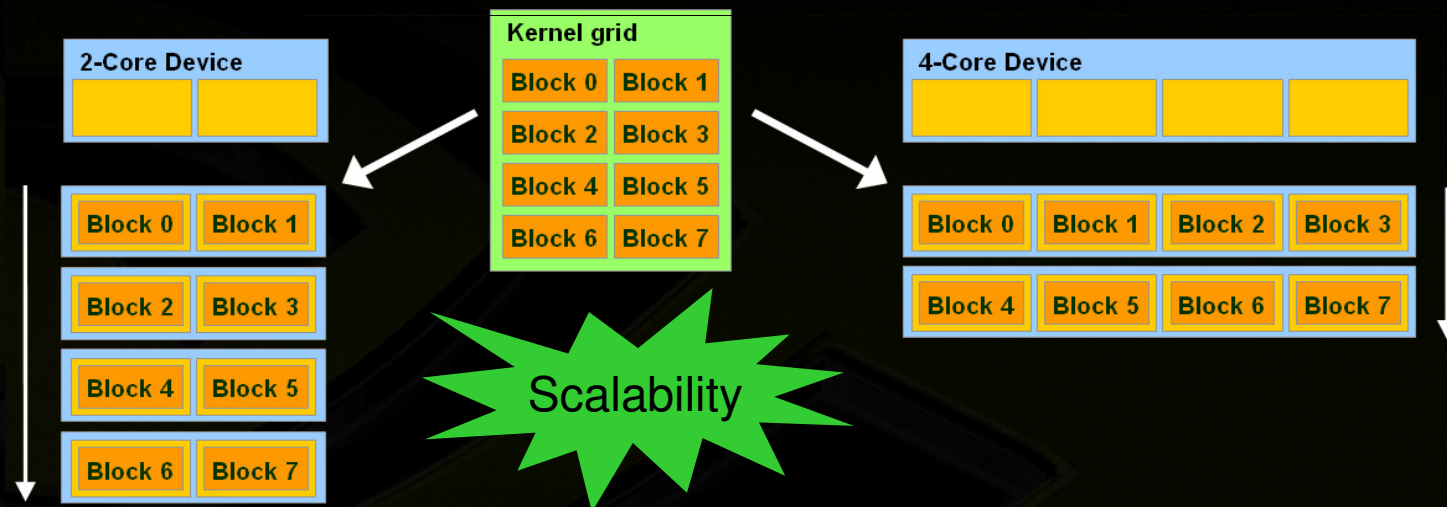 2-Core Device
Block 0 Block 1
Block 2 Block 3
Block 4 Block 5
Block 6 Block 7
Kernel grid
Block 0 Block 1
Block 2 Block 3
Block 4 Block 5
Block 6 Block 7
Scalability
4-Core Device
Block 0 Block 1 Block 2 Block 3
Block 4 Block 5 Block 6 Block 7